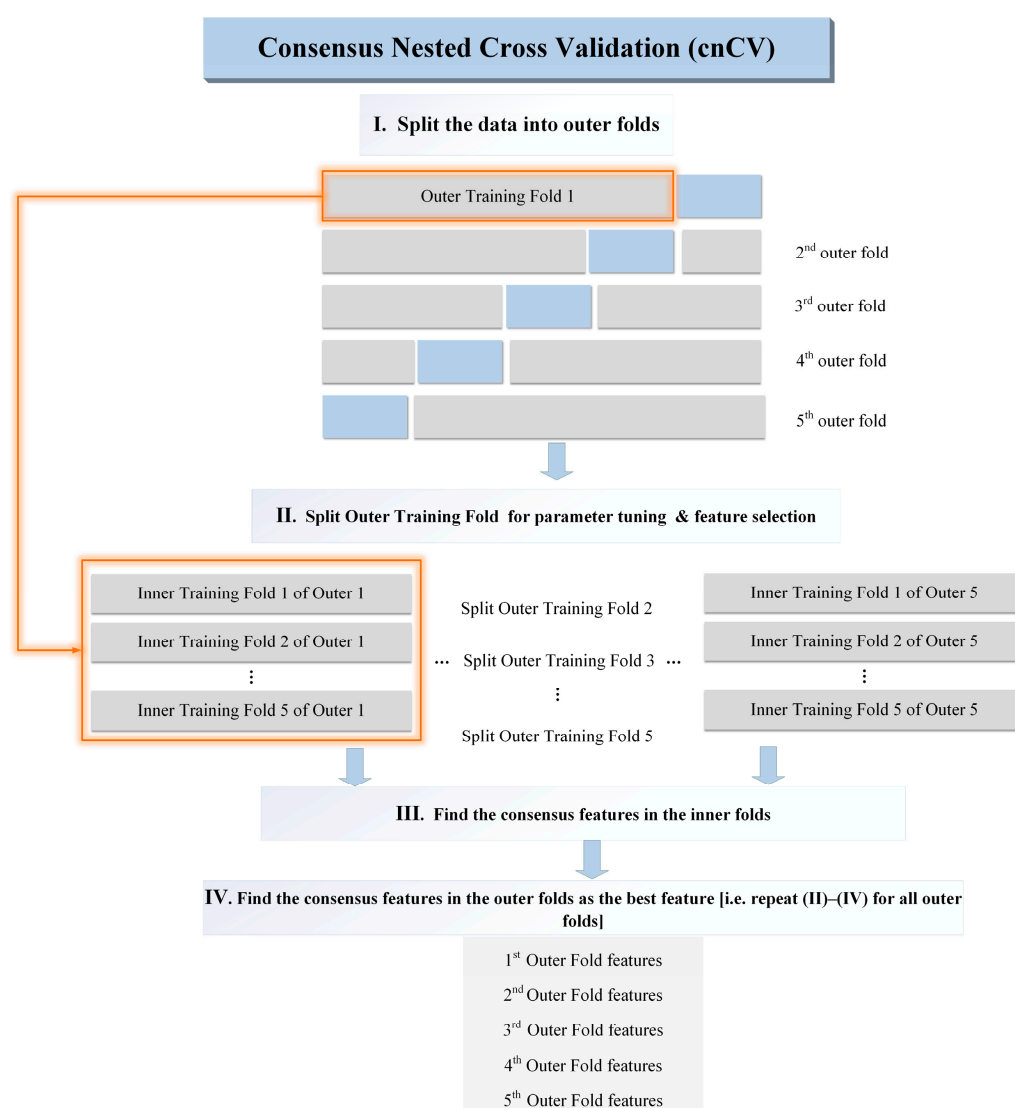 Consensus Nested Cross Validation (cnCV)
I. Split the data into outer folds
Outer Training Fold 1
2nd outer fold
3rd outer fold
4th outer fold
5th outer fold
II. Split Outer Training Fold for parameter tuning & feature selection
Inner Training Fold 1 of Outer 1
Inner Training Fold 2 of Outer 1
⋮
Inner Training Fold 5 of Outer 1
Split Outer Training Fold 2
... Split Outer Training Fold 3 ...
⋮
Split Outer Training Fold 5
Inner Training Fold 1 of Outer 5
Inner Training Fold 2 of Outer 5
⋮
Inner Training Fold 5 of Outer 5
III. Find the consensus features in the inner folds
IV. Find the consensus features in the outer folds as the best feature [i.e. repeat (II)–(IV) for all outer
folds]
1st Outer Fold features
2nd Outer Fold features
3rd Outer Fold features
4th Outer Fold features
5th Outer Fold features